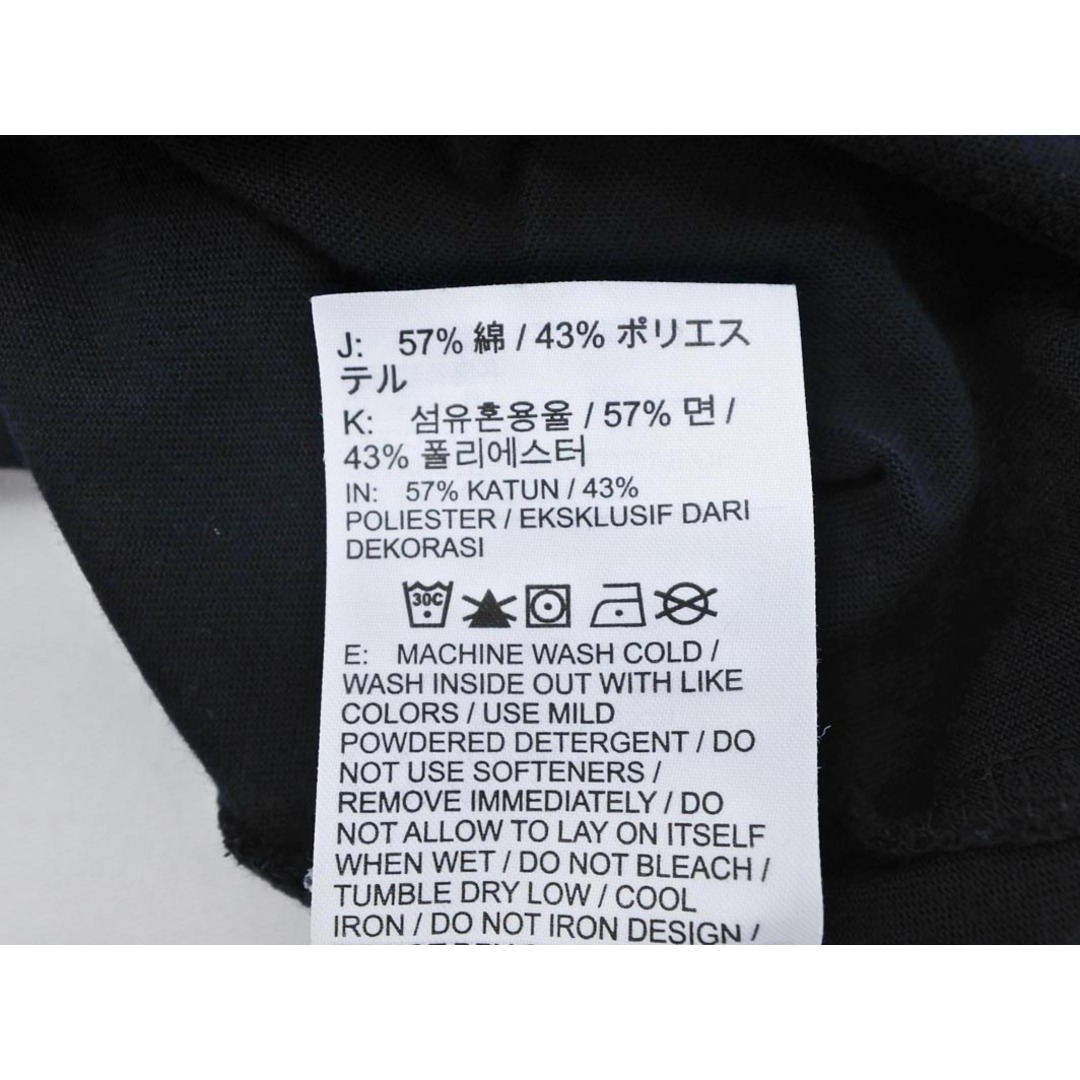 J: 57% 綿 / 43% ポリエス
テル
K: 섬유혼용율 / 57% 면 /
43% 폴리에스터
IN: 57% KATUN / 43%
POLIESTER / EKSKLUSIF DARI
DEKORASI
30C
E: MACHINE WASH COLD /
WASH INSIDE OUT WITH LIKE
COLORS / USE MILD
POWDERED DETERGENT / DO
NOT USE SOFTENERS /
REMOVE IMMEDIATELY / DO
NOT ALLOW TO LAY ON ITSELF
WHEN WET / DO NOT BLEACH /
TUMBLE DRY LOW / COOL
IRON / DO NOT IRON DESIGN /